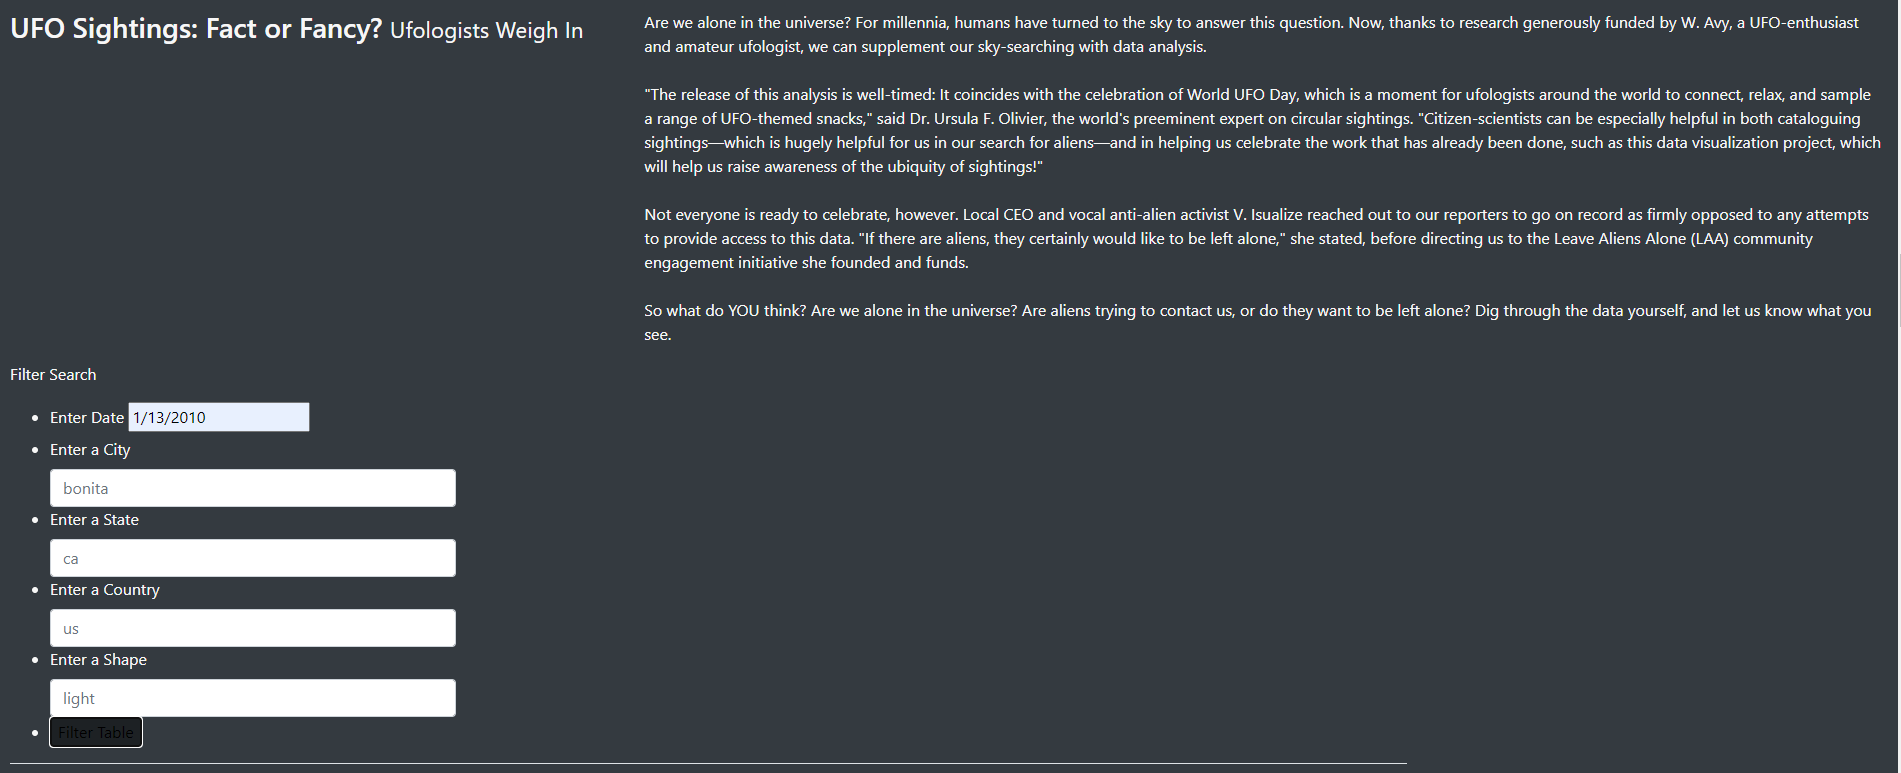 UFO Sightings: Fact or Fancy? Ufologists Weigh In
Are we alone in the universe? For millennia, humans have turned to the sky to answer this question. Now, thanks to research generously funded by W. Avy, a UFO-enthusiast
and amateur ufologist, we can supplement our sky-searching with data analysis.
"The release of this analysis is well-timed: It coincides with the celebration of World UFO Day, which is a moment for ufologists around the world to connect, relax, and sample
a range of UFO-themed snacks," said Dr. Ursula F. Olivier, the world's preeminent expert on circular sightings. "Citizen-scientists can be especially helpful in both cataloguing
sightings—which is hugely helpful for us in our search for aliens—and in helping us celebrate the work that has already been done, such as this data visualization project, which
will help us raise awareness of the ubiquity of sightings!"
Not everyone is ready to celebrate, however. Local CEO and vocal anti-alien activist V. Isualize reached out to our reporters to go on record as firmly opposed to any attempts
to provide access to this data. "If there are aliens, they certainly would like to be left alone," she stated, before directing us to the Leave Aliens Alone (LAA) community
engagement initiative she founded and funds.
So what do YOU think? Are we alone in the universe? Are aliens trying to contact us, or do they want to be left alone? Dig through the data yourself, and let us know what you
see.
Filter Search
Enter Date 1/13/2010
Enter a City
bonita
Enter a State
ca
Enter a Country
us
Enter a Shape
light
Filter Table